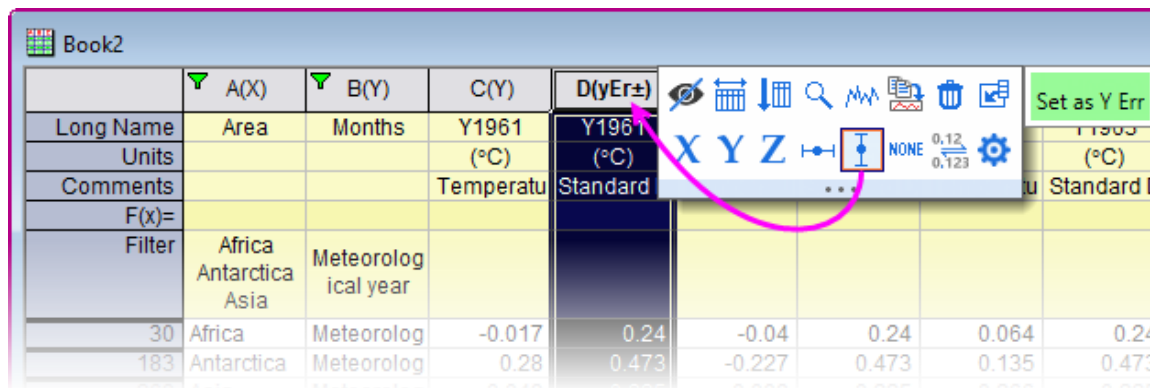 Book2
A(X) B(Y) C(Y) D(yEr±)
X Y Z NONE 0.12 0.123
Set as Y Err
Long Name Area Months Y1961 Y1961
Units (°C) (°C) (°C)
Comments Temperatu Standard Standard
F(x)=
Filter Africa Antarctica Asia Meteorolog ical year
30 Africa Meteorolog -0.017 0.24 -0.04 0.24 0.064 0.24
183 Antarctica Meteorolog 0.28 0.473 -0.227 0.473 0.135 0.473